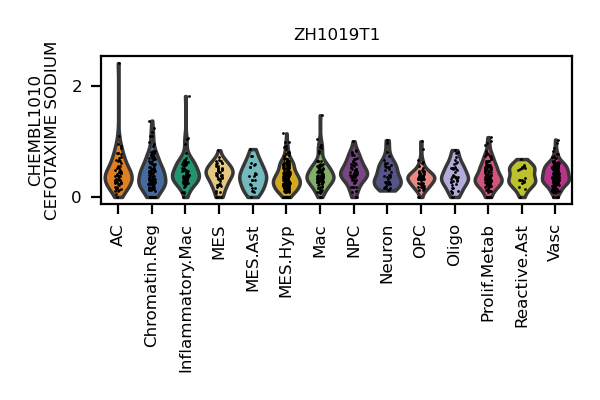 ZH1019T1
CHEMBL1010
CEFOTAXIME SODIUM
2
0
AC
Chromatin.Reg
Inflammatory.Mac
MES
MES.Ast
MES.Hyp
Mac
NPC
Neuron
OPC
Oligo
Prolif.Metab
Reactive.Ast
Vasc